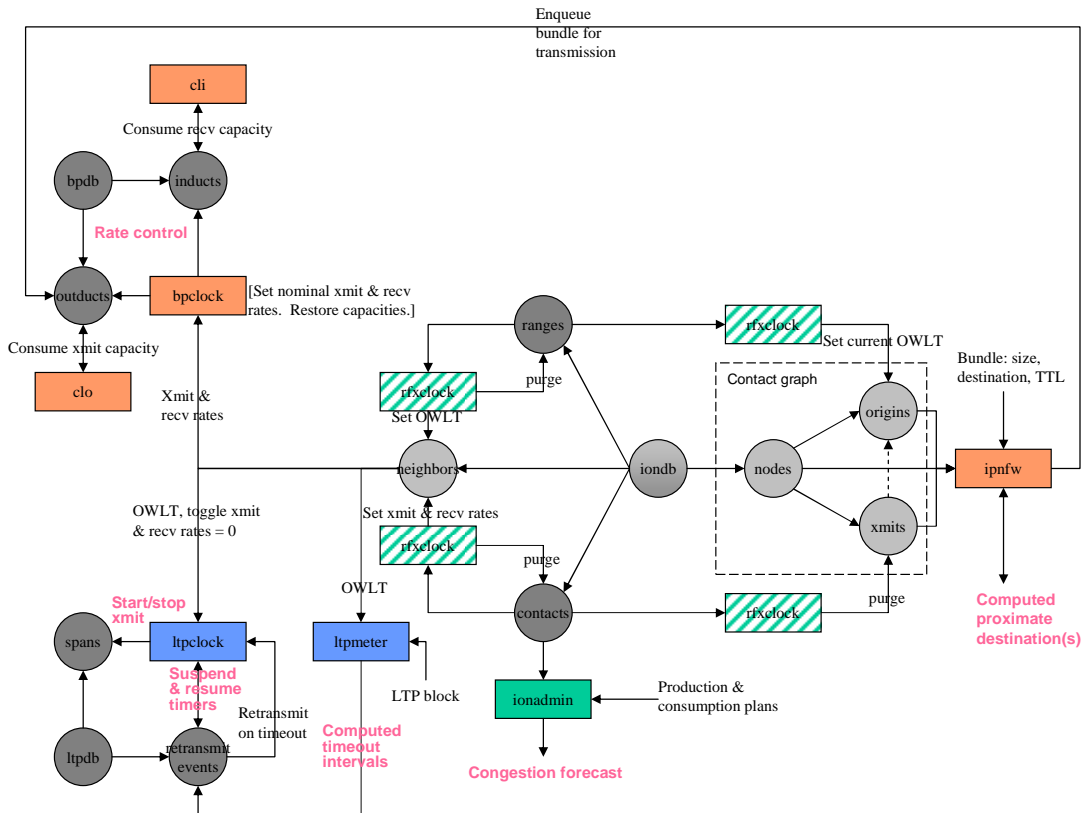 Enqueue
bundle for
transmission
cli
Consume recv capacity
bpdb
inducts
Rate control
outducts
bpclock
[Set nominal xmit & recv
rates.  Restore capacities.]
Consume xmit capacity
clo
Xmit &
recv rates
ranges
rfxclock
Set current OWLT
rfxclock
purge
Set OWLT
Contact graph
Bundle: size,
destination, TTL
origins
neighbors
iondb
nodes
ipnfw
OWLT, toggle xmit
& recv rates = 0
Set xmit & recv rates
rfxclock
purge
xmits
OWLT
contacts
rfxclock
purge
Computed
proximate
destination(s)
Start/stop
xmit
spans
ltpclock
ltpmeter
Suspend
& resume
timers
LTP block
ionadmin
Production &
consumption plans
Retransmit
on timeout
Computed
timeout
intervals
ltpdb
retransmit
events
Congestion forecast